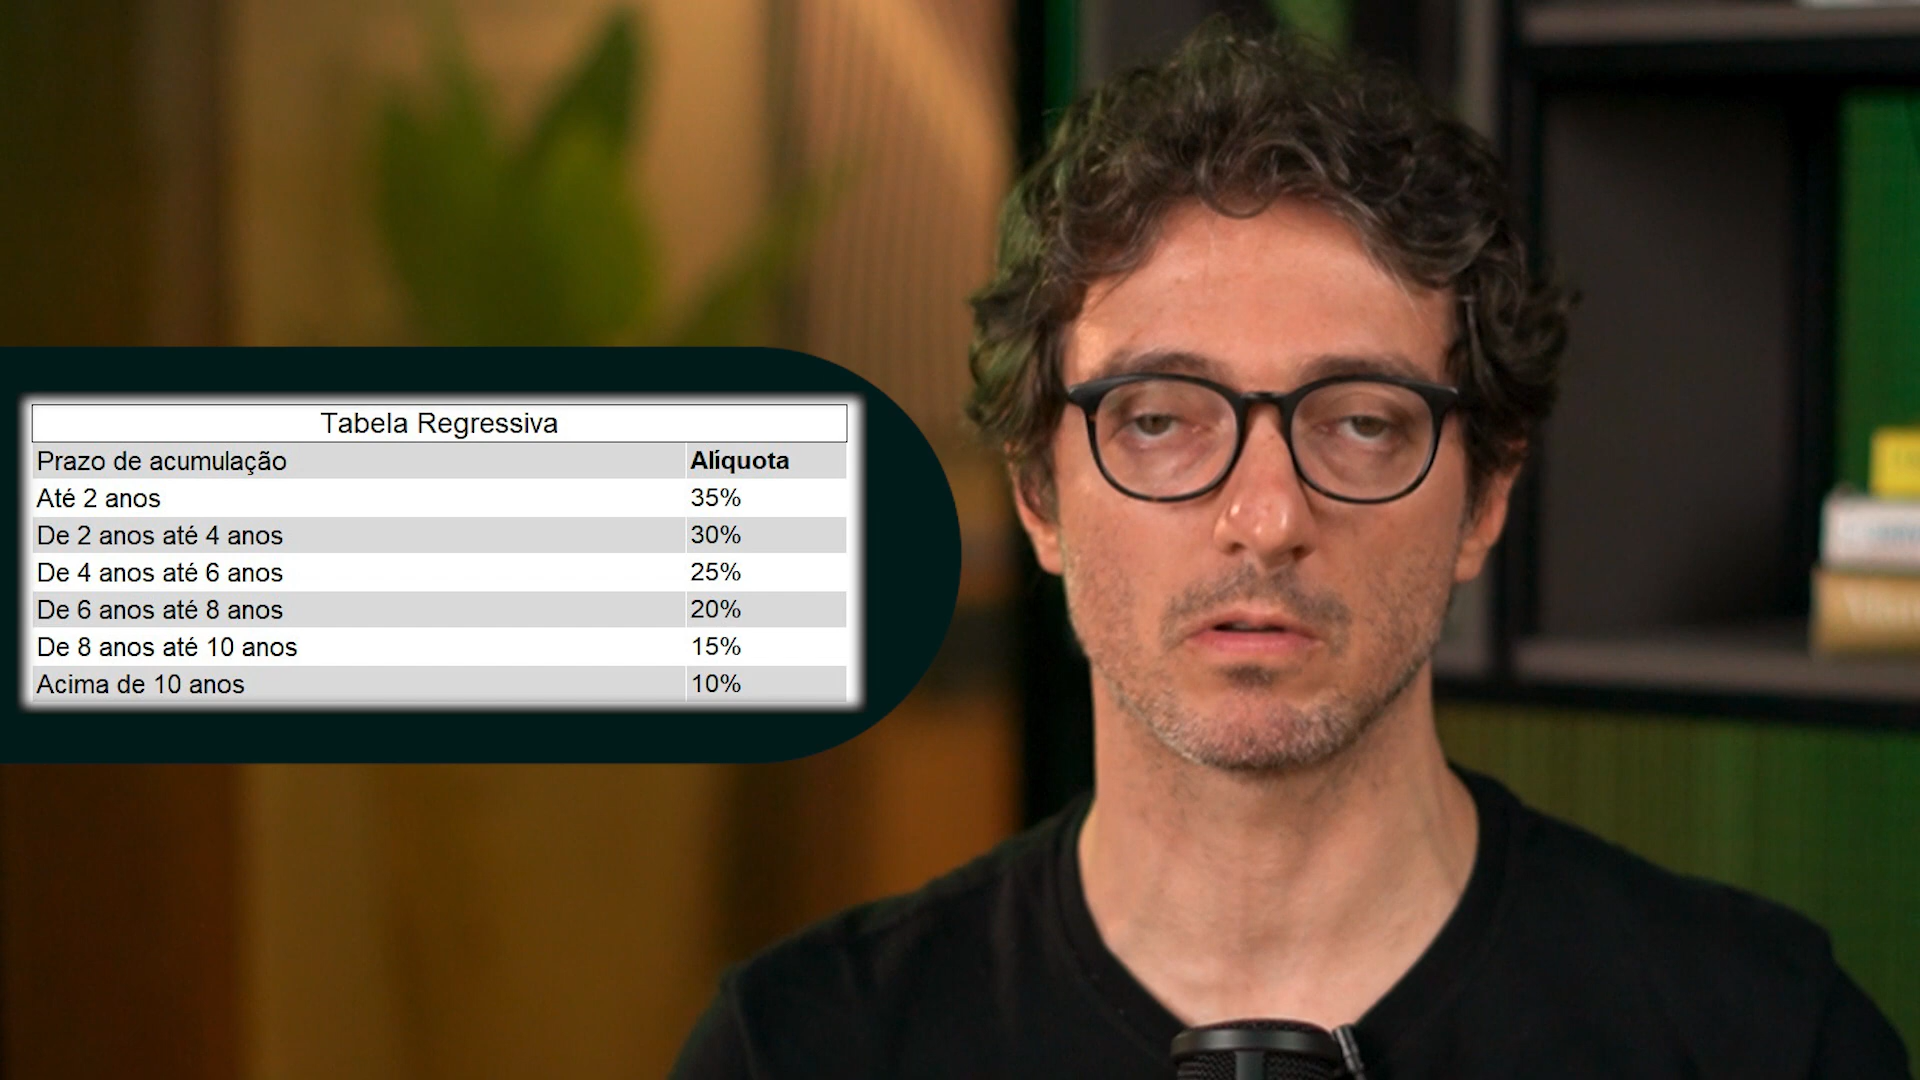 Tabela Regressiva
Prazo de acumulação Alíquota
Até 2 anos 35%
De 2 anos até 4 anos 30%
De 4 anos até 6 anos 25%
De 6 anos até 8 anos 20%
De 8 anos até 10 anos 15%
Acima de 10 anos 10%